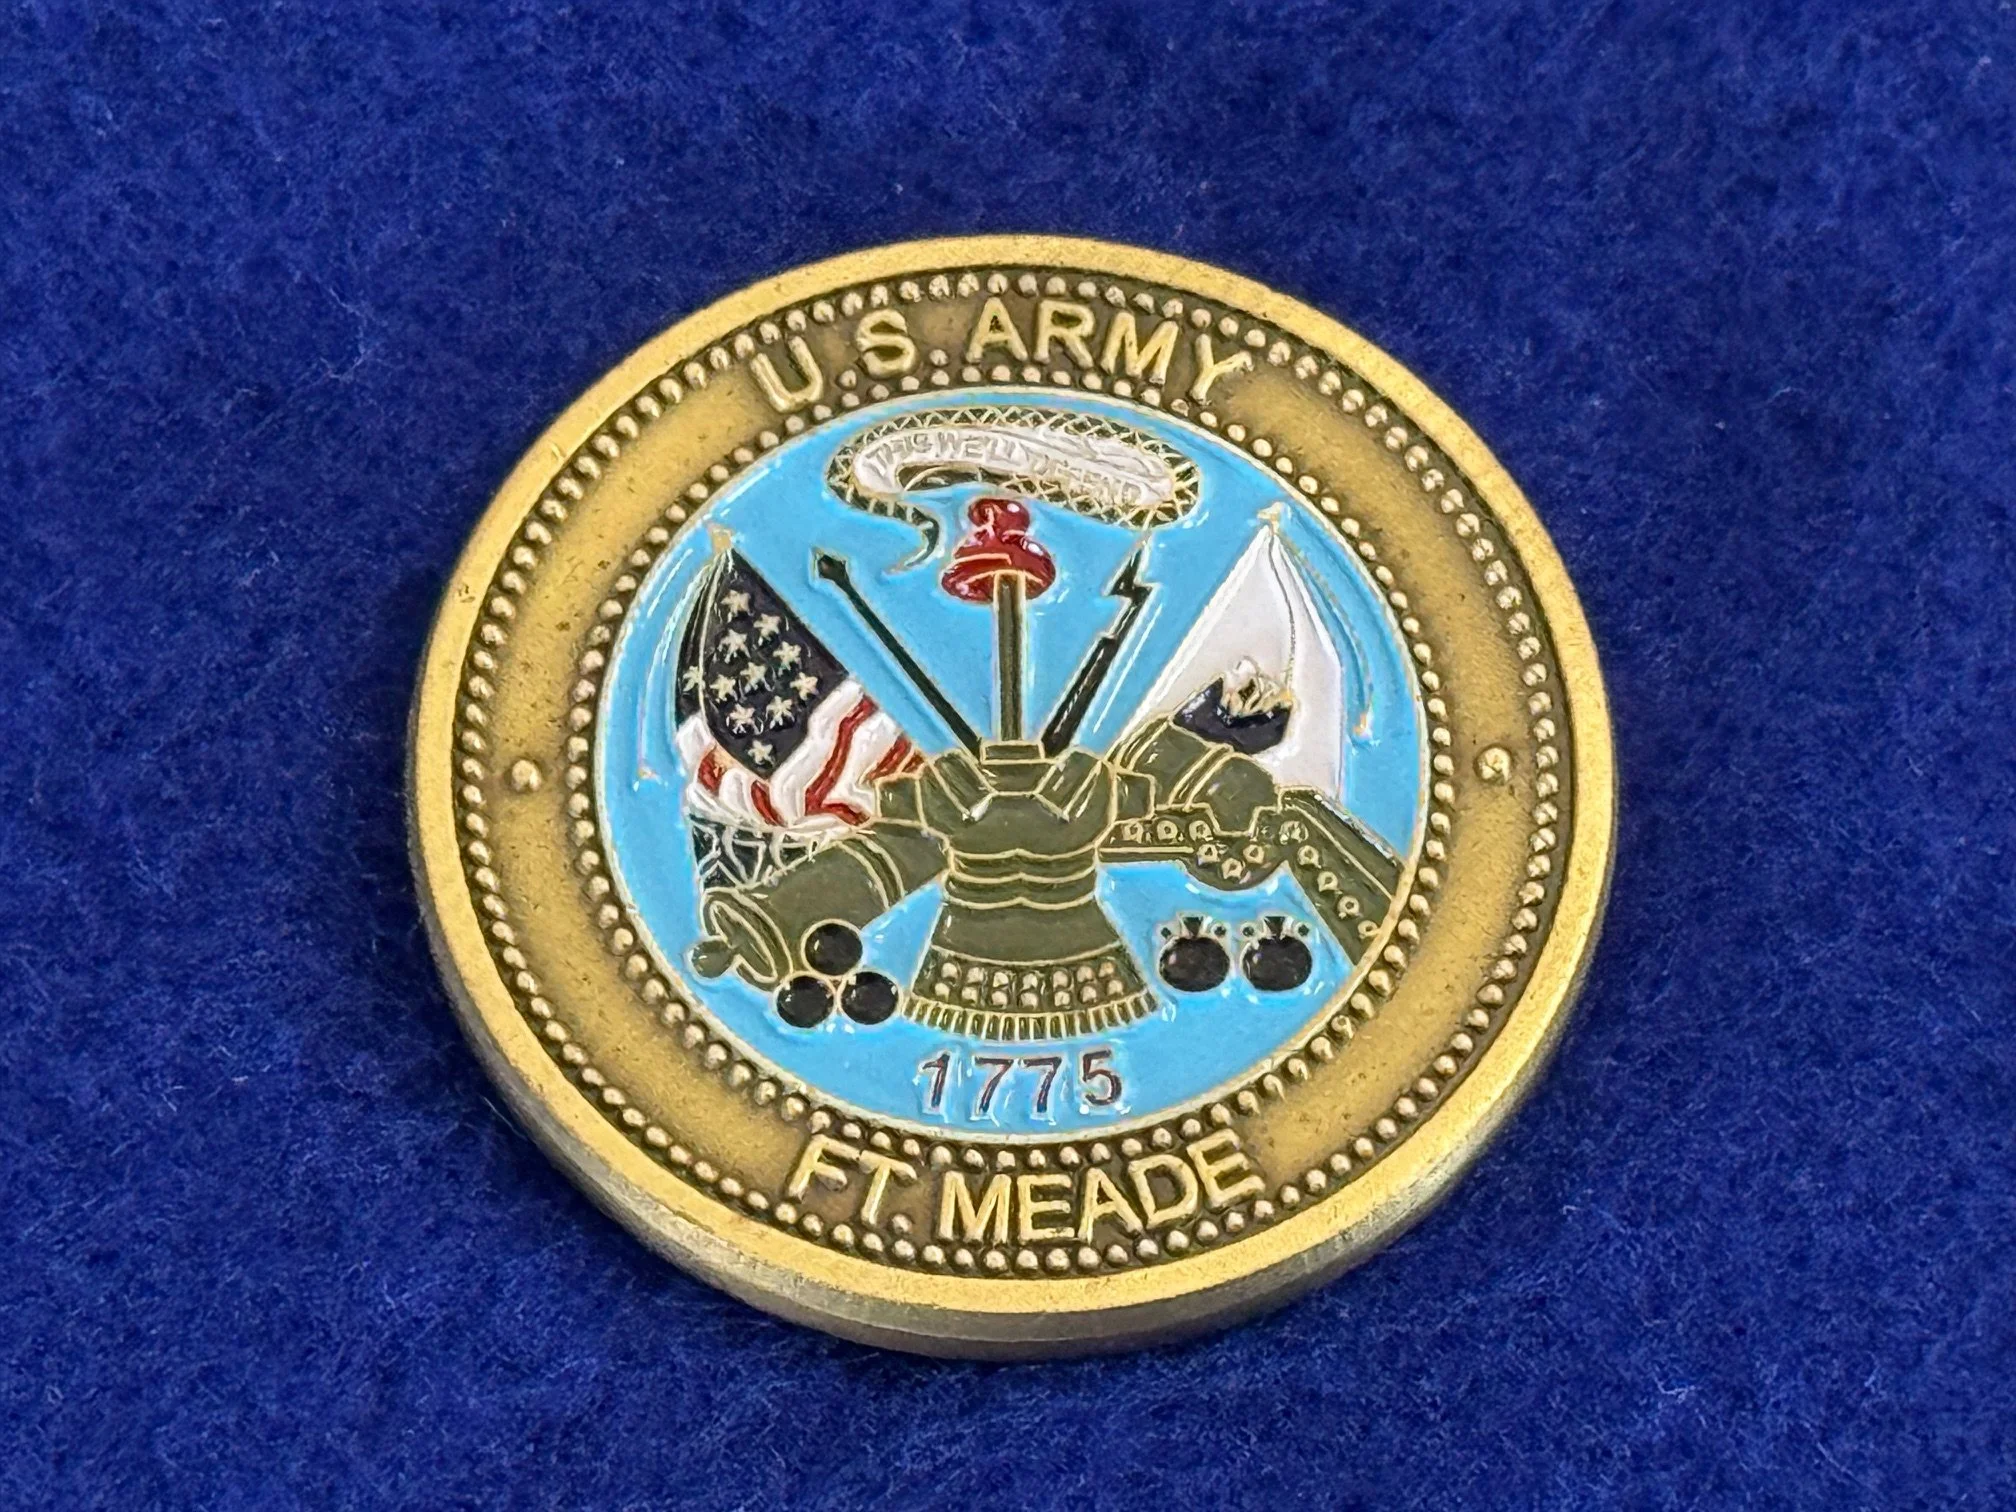 U.S. ARMY
THIS WE'LL DEFEND
1775
FT. MEADE